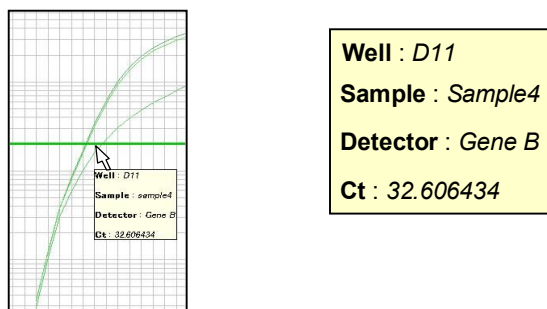 Well : D11
Sample : sample4
Detector : Gene B
Ct : 32.606434
Well : D11
Sample : Sample4
Detector : Gene B
Ct : 32.606434